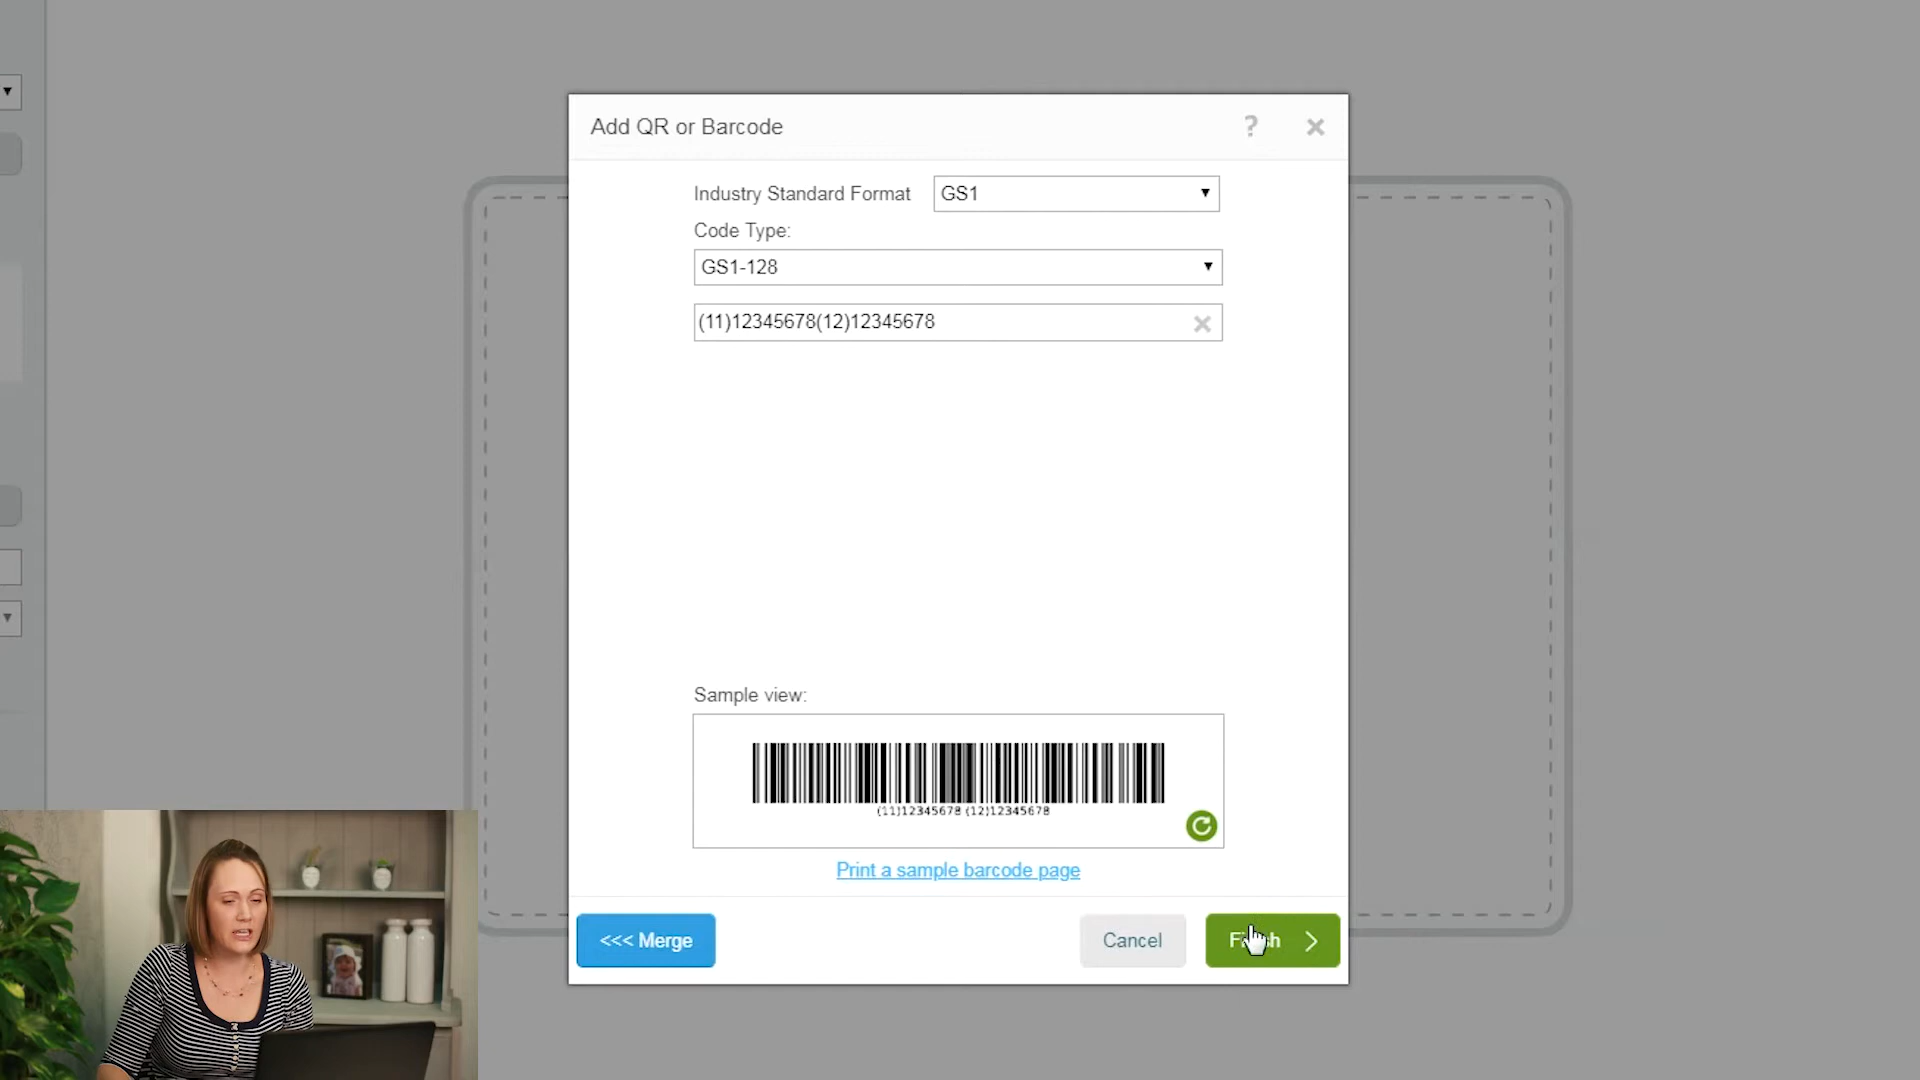 Add QR or Barcode
?
Industry Standard Format GS1
Code Type:
GS1-128
(11)12345678(12)12345678
Sample view:
(11)12345678 (12)12345678
Print a sample barcode page
<<< Merge
Cancel